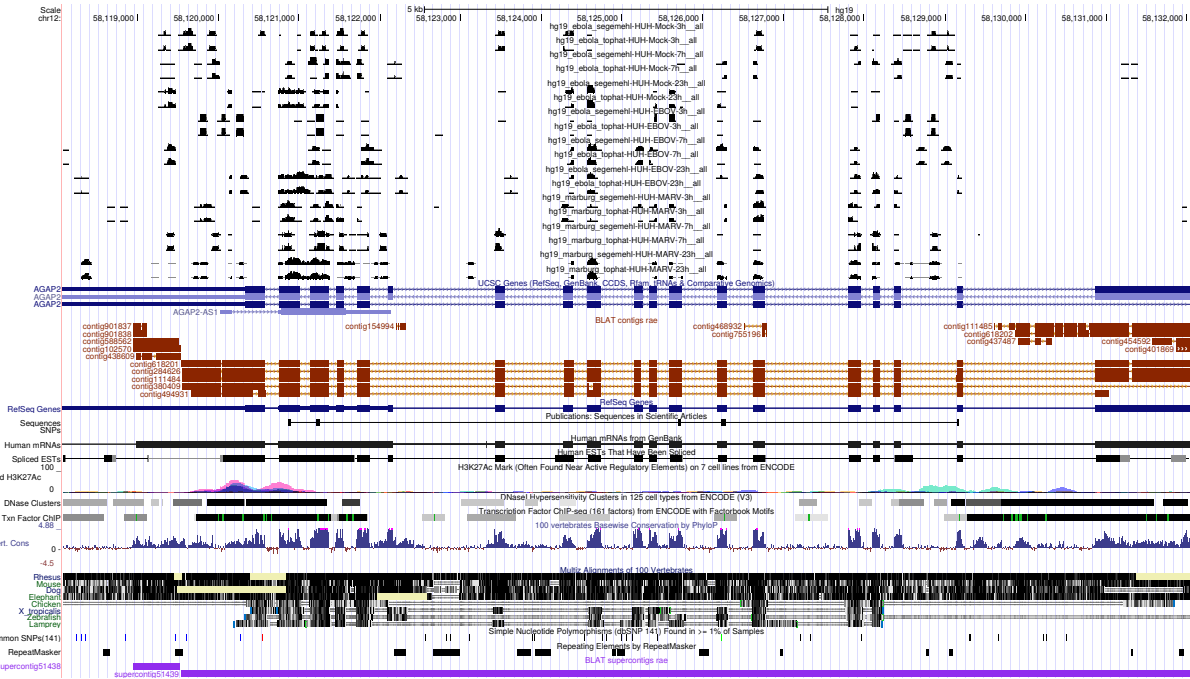 Scale 5 kb hg19
chr12: 58,119,000 58,120,000 58,121,000 58,122,000 58,123,000 58,124,000 58,125,000 58,126,000 58,127,000 58,128,000 58,129,000 58,130,000 58,131,000 58,132,000
hg19_ebola_segemehl-HUH-Mock-3h__all
hg19_ebola_tophat-HUH-Mock-3h__all
hg19_ebola_segemehl-HUH-Mock-7h__all
hg19_ebola_tophat-HUH-Mock-7h__all
hg19_ebola_segemehl-HUH-Mock-23h__all
hg19_ebola_tophat-HUH-Mock-23h__all
hg19_ebola_segemehl-HUH-EBOV-3h__all
hg19_ebola_tophat-HUH-EBOV-3h__all
hg19_ebola_segemehl-HUH-EBOV-7h__all
hg19_ebola_tophat-HUH-EBOV-7h__all
hg19_ebola_segemehl-HUH-EBOV-23h__all
hg19_ebola_tophat-HUH-EBOV-23h__all
hg19_marburg_segemehl-HUH-MARV-3h__all
hg19_marburg_tophat-HUH-MARV-3h__all
hg19_marburg_segemehl-HUH-MARV-7h__all
hg19_marburg_tophat-HUH-MARV-7h__all
hg19_marburg_segemehl-HUH-MARV-23h__all
hg19_marburg_tophat-HUH-MARV-23h__all
UCSC Genes (RefSeq, GenBank, CCDS, Rfam, tRNAs & Comparative Genomics)
AGAP2
AGAP2
AGAP2
AGAP2-AS1
BLAT contigs rae
contig901837 contig154994 contig468932 contig111485
contig901838 contig755196 contig618202
contig588562 contig437487 contig454592
contig102570 contig401869
contig438609
contig618201
contig284626
contig111484
contig380409
contig494931
RefSeq Genes
RefSeq Genes
Publications: Sequences in Scientific Articles
Sequences
SNPs
Human mRNAs from GenBank
Human mRNAs
Human ESTs That Have Been Spliced
Spliced ESTs
H3K27Ac Mark (Often Found Near Active Regulatory Elements) on 7 cell lines from ENCODE
100
d H3K27Ac
0
DNaseI Hypersensitivity Clusters in 125 cell types from ENCODE (V3)
DNase Clusters
Transcription Factor ChIP-seq (161 factors) from ENCODE with Factorbook Motifs
Txn Factor ChIP
100 vertebrates Basewise Conservation by PhyloP
4.88
rt. Cons
0
-4.5
Multiz Alignments of 100 Vertebrates
Rhesus
Mouse
Dog
Elephant
Chicken
X_tropicalis
Zebrafish
Lamprey
Simple Nucleotide Polymorphisms (dbSNP 141) Found in >= 1% of Samples
mmon SNPs(141)
Repeating Elements by RepeatMasker
RepeatMasker
BLAT supercontigs rae
supercontig51438
supercontig51439